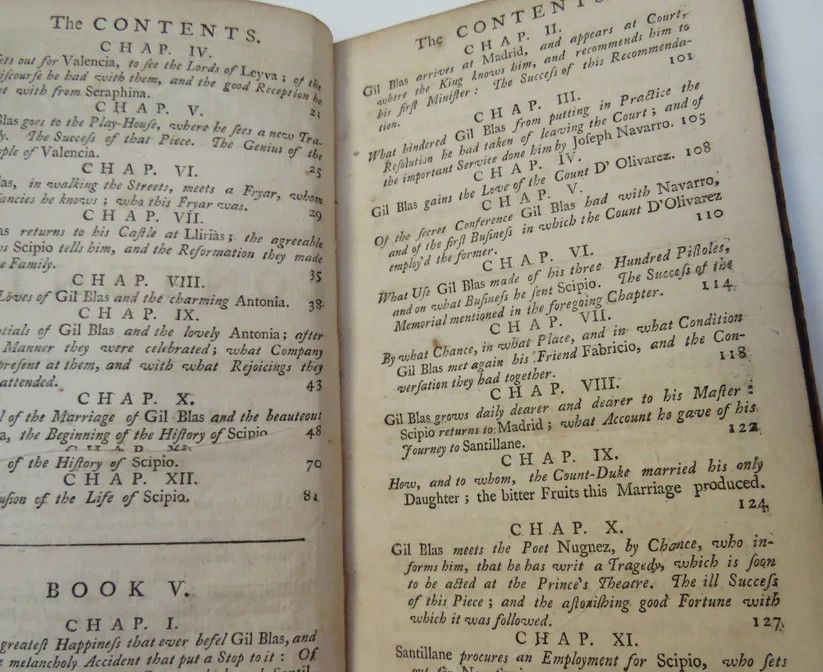 The CONTENTS.
CHAP. IV.
ets out for Valencia, to ſee the Lords of Leyva; of the
iſcourſe he had with them, and the good Reception he
t with from Seraphina. 21
CHAP. V.
las goes to the Play-Houſe, where he ſees a new Tra-
y. The Succeſs of that Piece. The Genius of the
ple of Valencia. 25
CHAP. VI.
as, in walking the Streets, meets a Fryar, whom
ancies he knows; who this Fryar was. 29
CHAP. VII.
as returns to his Caſtle at Llirias; the agreeable
s Scipio tells him, and the Reformation they made
e Family. 35
CHAP. VIII.
Loves of Gil Blas and the charming Antonia. 38
CHAP. IX.
tials of Gil Blas and the lovely Antonia; after
Manner they were celebrated; what Company
preſent at them, and with what Rejoicings they
attended. 43
CHAP. X.
l of the Marriage of Gil Blas and the beauteous
a, the Beginning of the Hiſtory of Scipio 48
CHAP. XI.
of the Hiſtory of Scipio. 70
CHAP. XII.
uſion of the Life of Scipio. 81
BOOK V.
CHAP. I.
greateſt Happineſs that ever befel Gil Blas, and
melancholy Accident that put a Stop to it: Of
The CONTENTS.
CHAP. II.
Gil Blas arrives at Madrid, and appears at Court,
where the King knows him, and recommends him to
his firſt Miniſter: The Succeſs of this Recommenda-
tion. 101
CHAP. III.
What hindered Gil Blas from putting in Practice the
Reſolution he had taken of leaving the Court; and of
the important Service done him by Joſeph Navarro. 105
CHAP. IV.
Gil Blas gains the Love of the Count D' Olivarez. 108
CHAP. V.
Of the ſecret Conference Gil Blas had with Navarro,
and of the firſt Buſineſs in which the Count D'Olivarez
employ'd the former. 110
CHAP. VI.
What Uſe Gil Blas made of his three Hundred Piſtoles,
and on what Buſineſs he ſent Scipio. The Succeſs of the
Memorial mentioned in the foregoing Chapter. 114
CHAP. VII.
By what Chance, in what Place, and in what Condition
Gil Blas met again his Friend Fabricio, and the Con-
verſation they had together. 118
CHAP. VIII.
Gil Blas grows daily dearer and dearer to his Maſter:
Scipio returns to Madrid; what Account he gave of his
Journey to Santillane. 122
CHAP. IX.
How, and to whom, the Count-Duke married his only
Daughter; the bitter Fruits this Marriage produced.
124
CHAP. X.
Gil Blas meets the Poet Nugnez, by Chance, who in-
forms him, that he has writ a Tragedy, which is ſoon
to be acted at the Prince's Theatre. The ill Succeſs
of this Piece; and the aſtoniſhing good Fortune with
which it was followed. 127
CHAP. XI.
Santillane procures an Employment for Scipio, who ſets